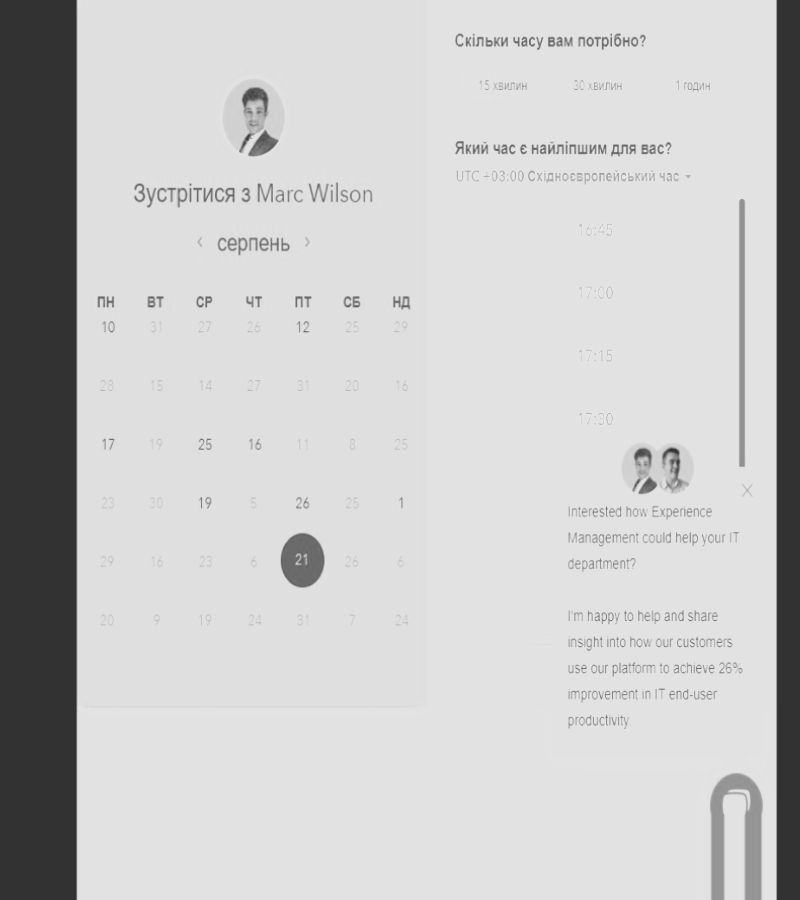 Зустрітися з Marc Wilson
‹ серпень ›
ПН ВТ СР ЧТ ПТ СБ НД
10 31 27 26 12 25 29
28 15 14 27 31 20 16
17 19 25 16 11 8 25
23 30 19 5 26 25 1
29 16 23 6 21 26 6
20 9 19 24 31 7 24
Скільки часу вам потрібно?
15 хвилин 30 хвилин 1 годин
Який час є найліпшим для вас?
UTC +03:00 Східноєвропейський час
16:45
17:00
17:15
17:30
Interested how Experience
Management could help your IT
department?
I'm happy to help and share
insight into how our customers
use our platform to achieve 26%
improvement in IT end-user
productivity